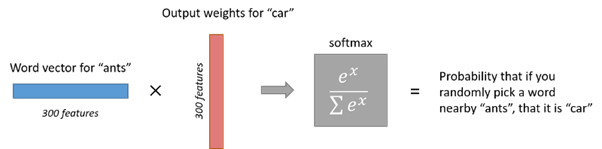 Output weights for “car”
Word vector for “ants”
300 features
×
300 features
softmax
e^x
∑ e^x
=
Probability that if you
randomly pick a word
nearby “ants”, that it is “car”